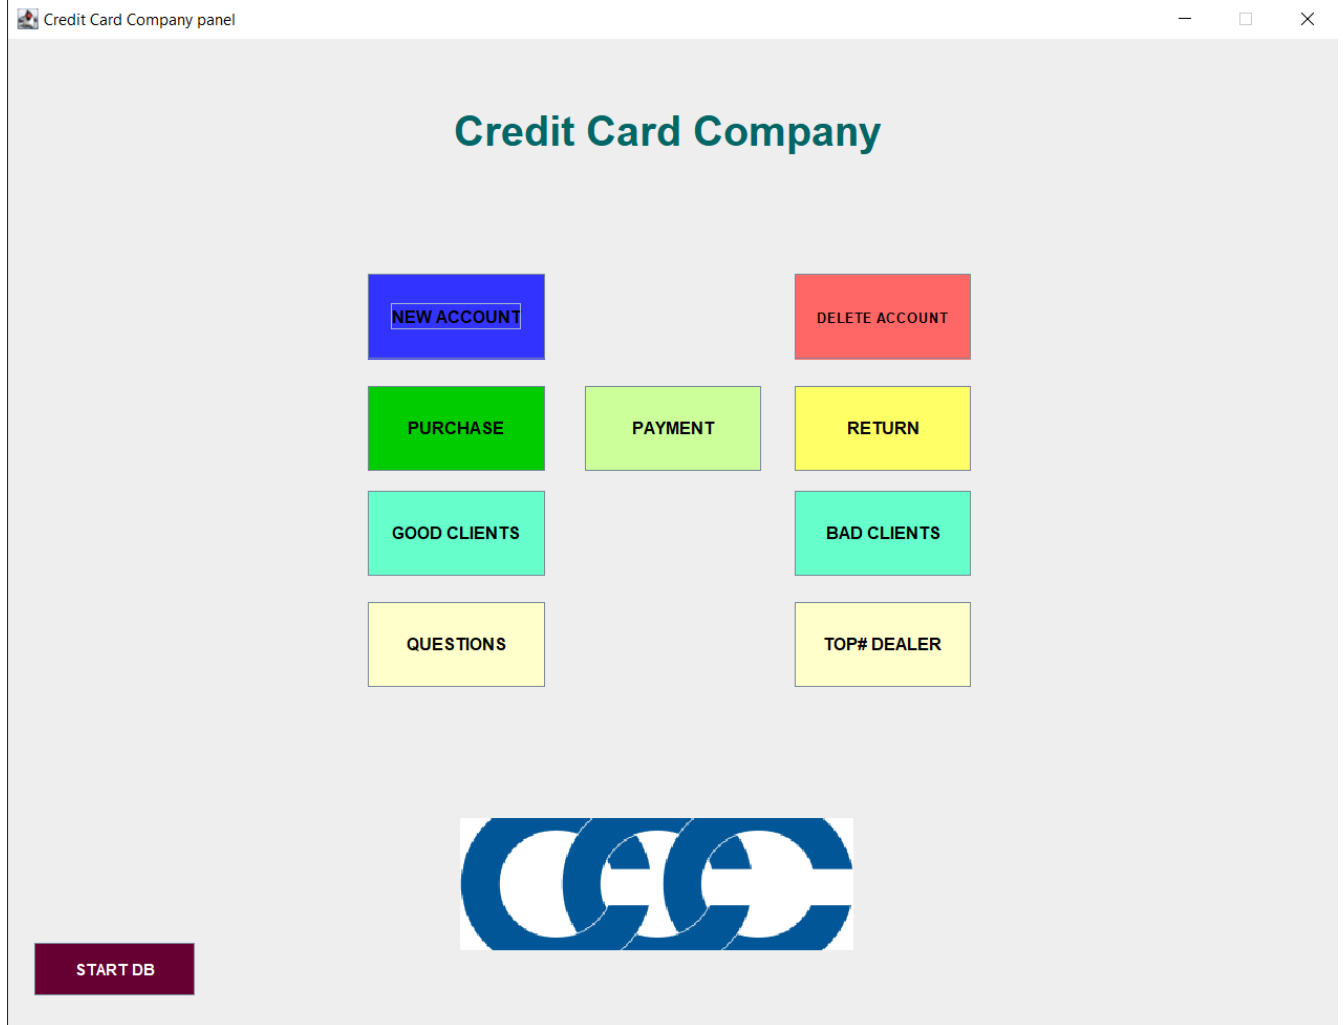 Credit Card Company panel
Credit Card Company
NEW ACCOUNT
DELETE ACCOUNT
PURCHASE
PAYMENT
RETURN
GOOD CLIENTS
BAD CLIENTS
QUESTIONS
TOP# DEALER
CCC
START DB